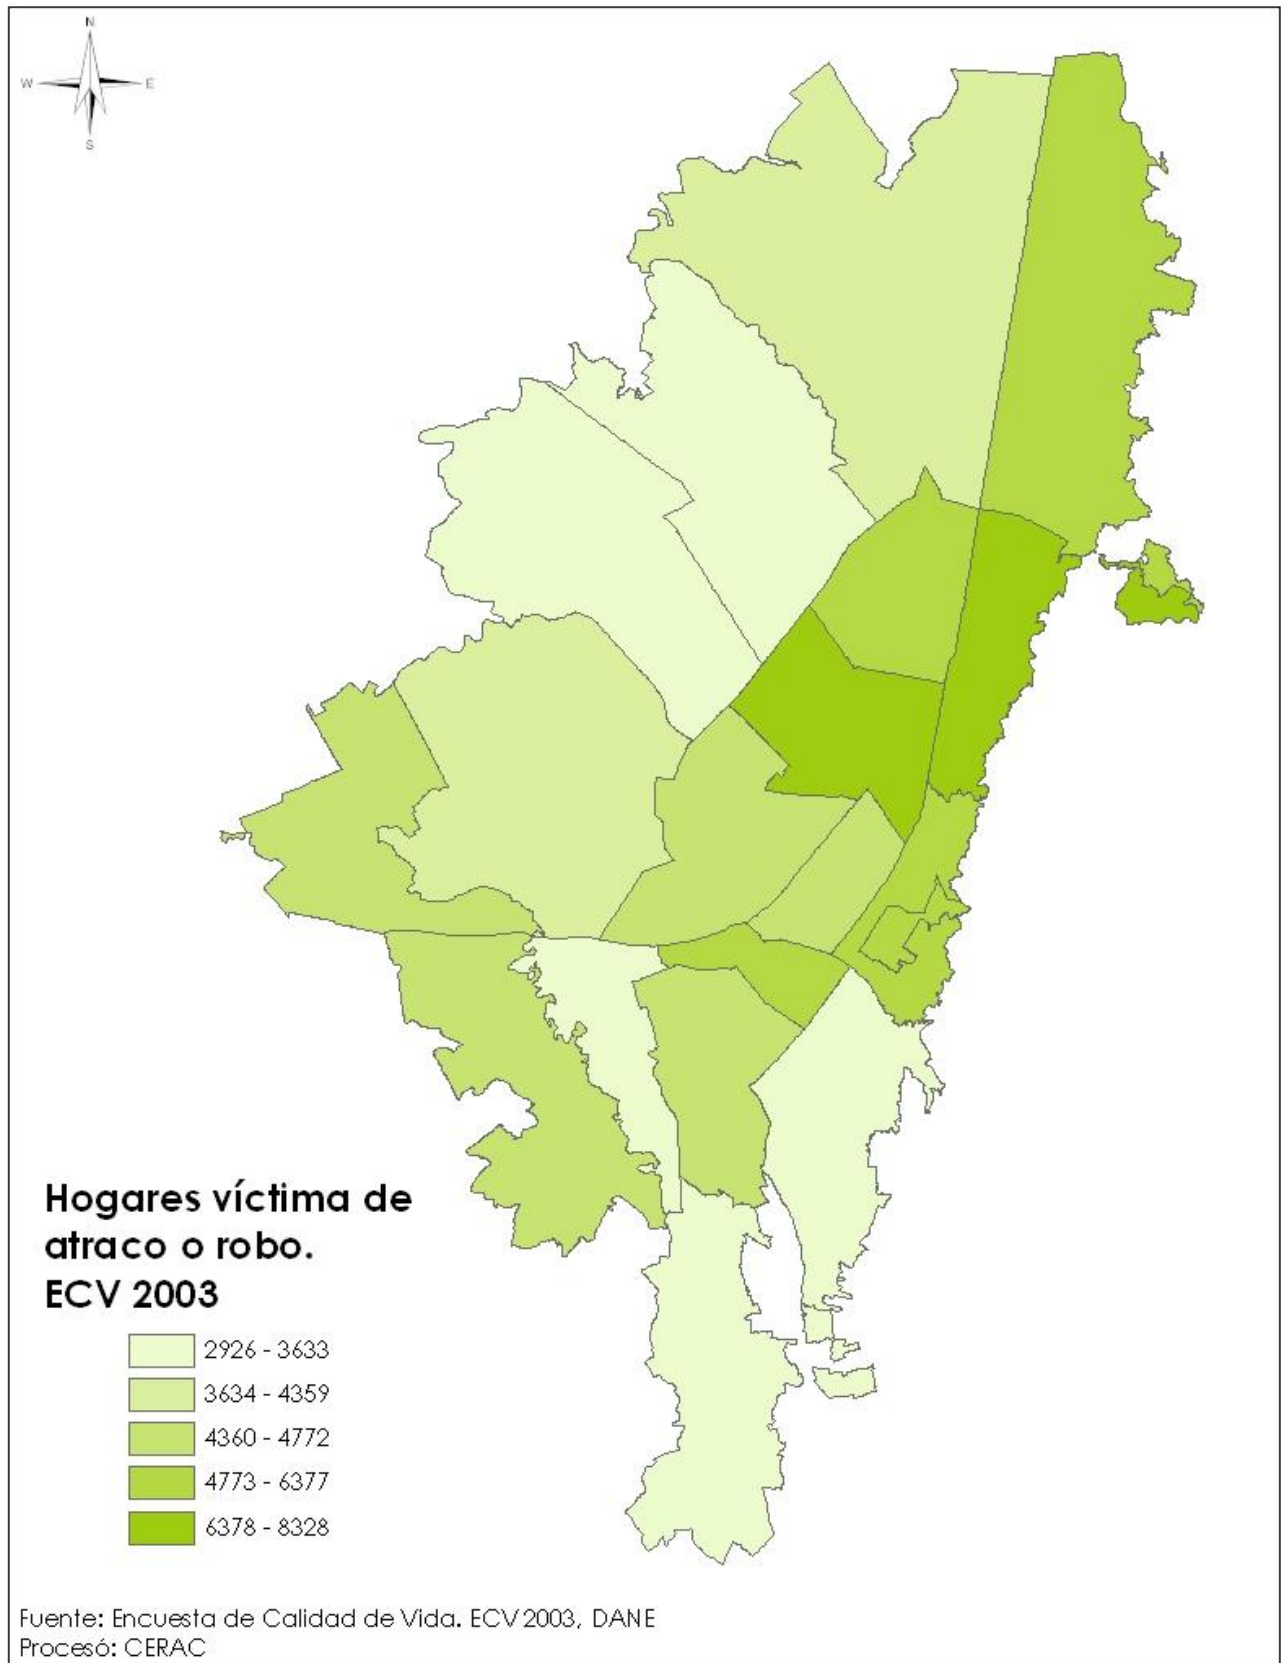 N
W E
S
Hogares víctima de
atraco o robo.
ECV 2003
2926 - 3633
3634 - 4359
4360 - 4772
4773 - 6377
6378 - 8328
Fuente: Encuesta de Calidad de Vida. ECV 2003, DANE
Procesó: CERAC